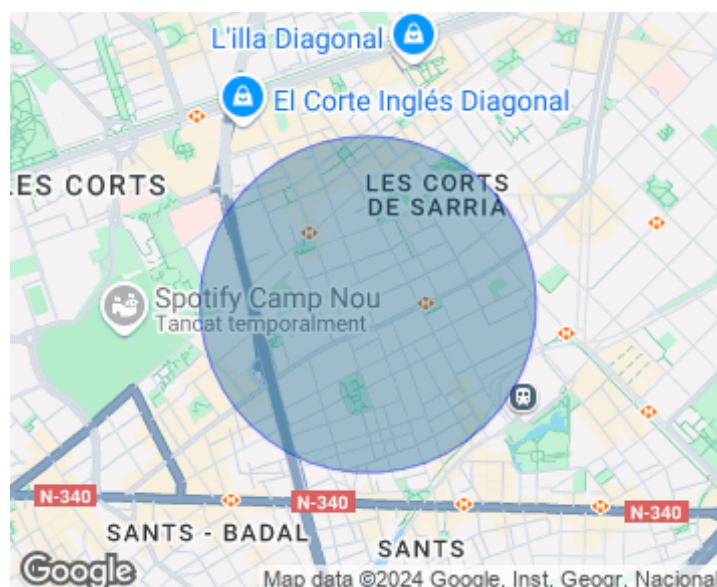 L'illa Diagonal
El Corte Inglés Diagonal
LES CORTS
LES CORTS
DE SARRIÀ
Spotify Camp Nou
Tancat temporalment
N-340
N-340
N-340
SANTS - BADAL
SANTS
Google
Map data ©2024 Google, Inst. Geogr. Nacional